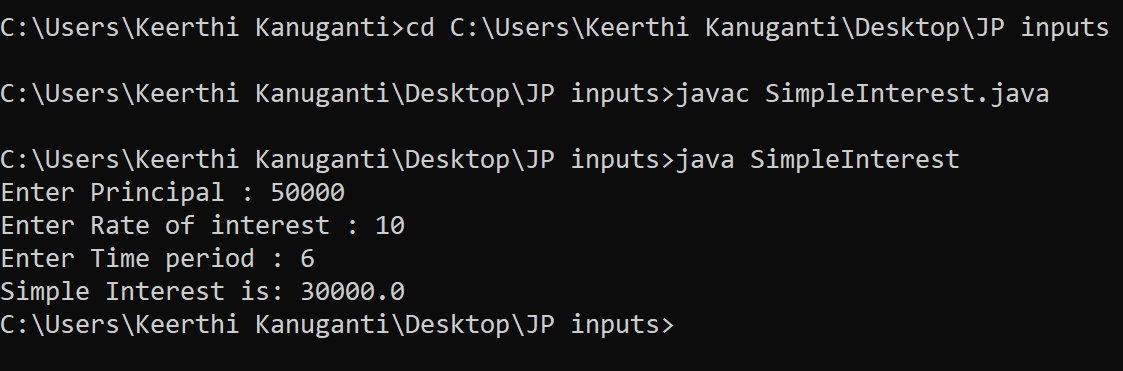 C:\Users\Keerthi Kanuganti>cd C:\Users\Keerthi Kanuganti\Desktop\JP inputs
C:\Users\Keerthi Kanuganti\Desktop\JP inputs>javac SimpleInterest.java
C:\Users\Keerthi Kanuganti\Desktop\JP inputs>java SimpleInterest
Enter Principal : 50000
Enter Rate of interest : 10
Enter Time period : 6
Simple Interest is: 30000.0
C:\Users\Keerthi Kanuganti\Desktop\JP inputs>